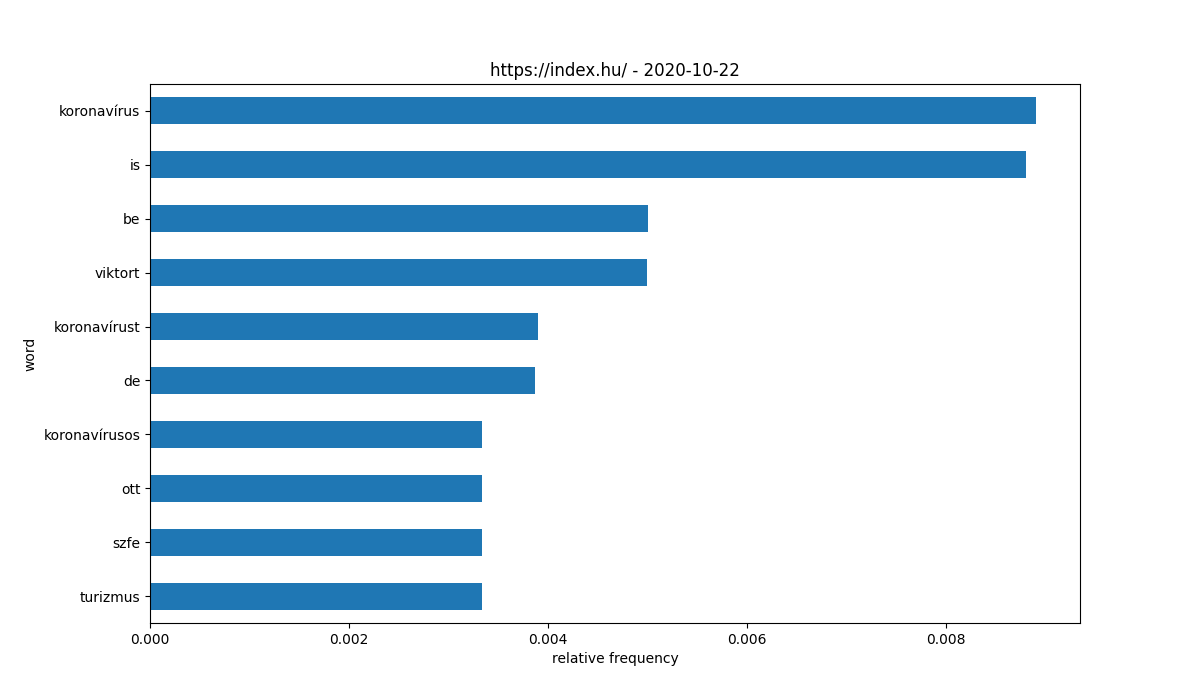 https://index.hu/ - 2020-10-22
koronavírus
is
be
viktort
koronavírust
de
koronavírusos
ott
szfe
turizmus
word
0.000 0.002 0.004 0.006 0.008
relative frequency